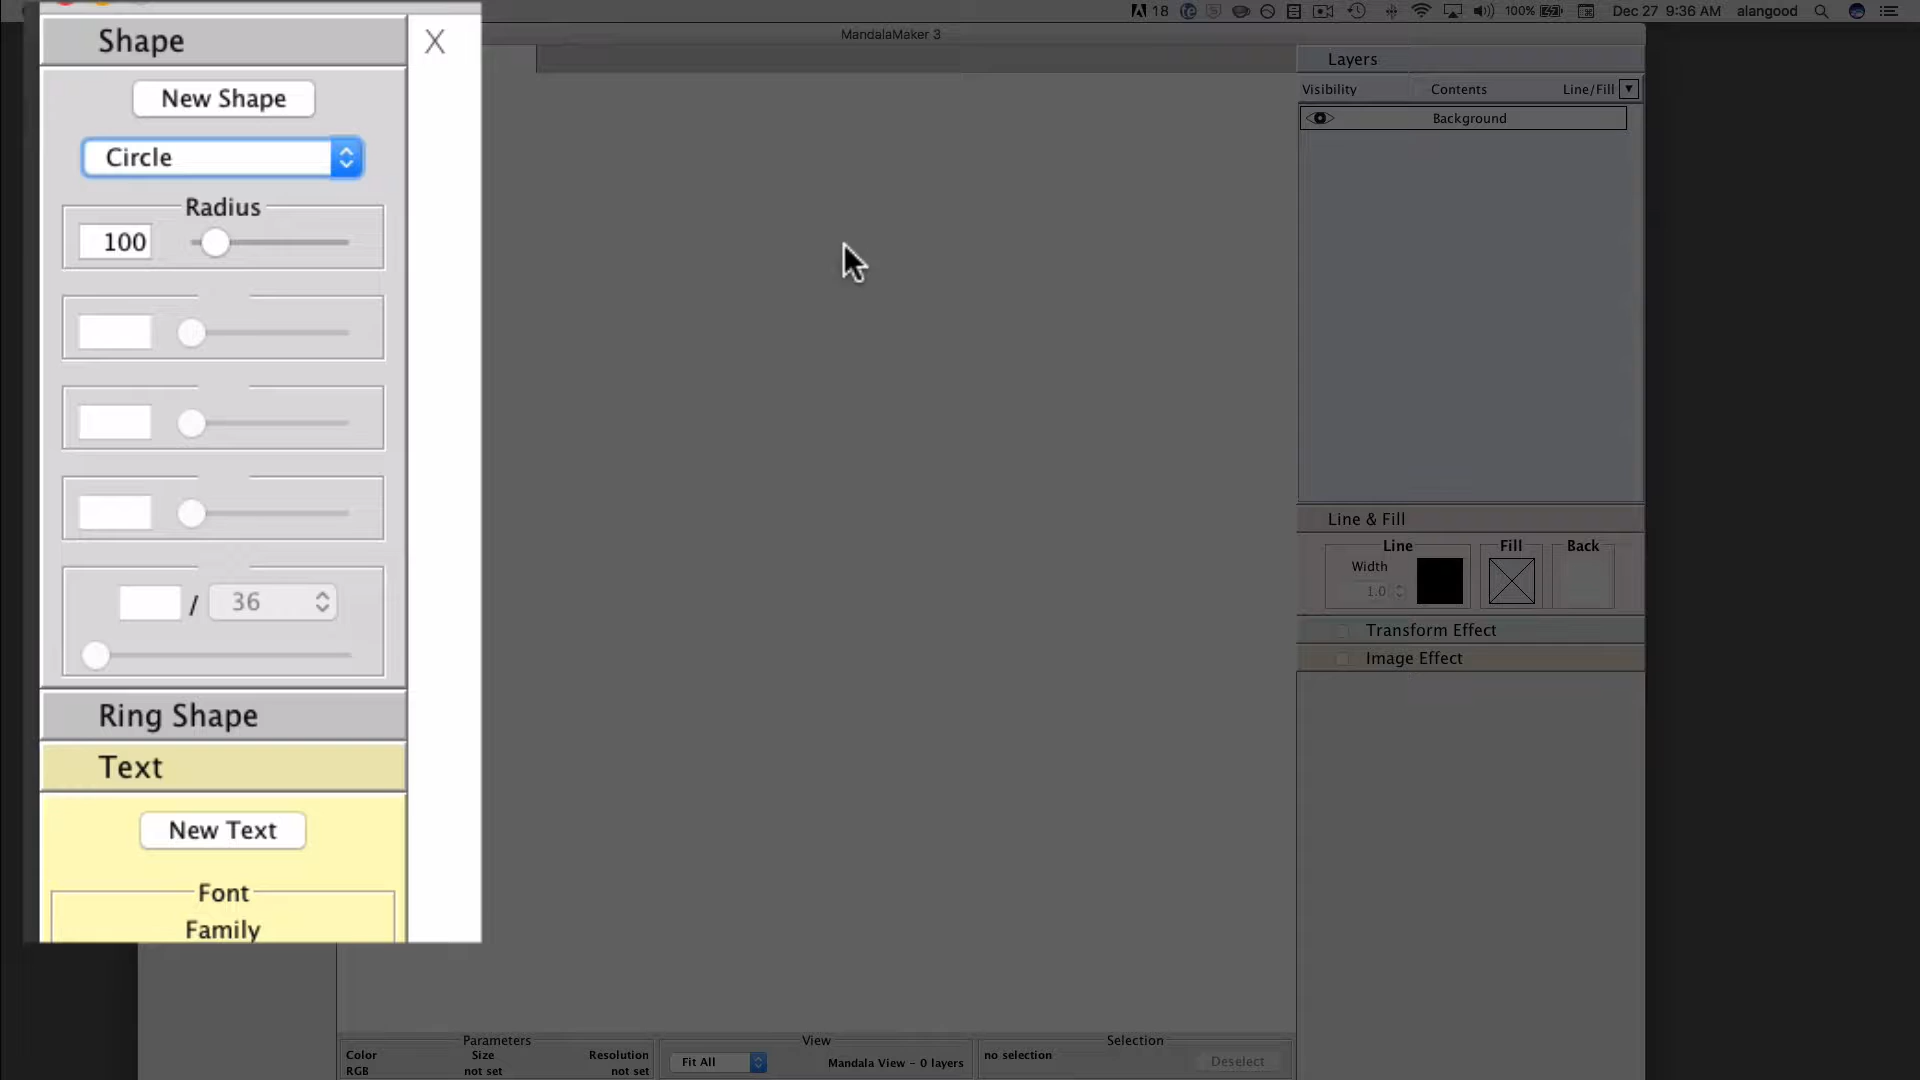 18
100%
Dec 27 9:36 AM
alangood
MandalaMaker 3
Shape
X
New Shape
Circle
Radius
100
/ 36
Ring Shape
Text
New Text
Font
Family
Layers
Visibility Contents Line/Fill
Background
Line & Fill
Line Fill Back
Width
1.0
Transform Effect
Image Effect
Parameters
Color Size Resolution
RGB not set not set
View
Fit All Mandala View - 0 layers
Selection
no selection
Deselect